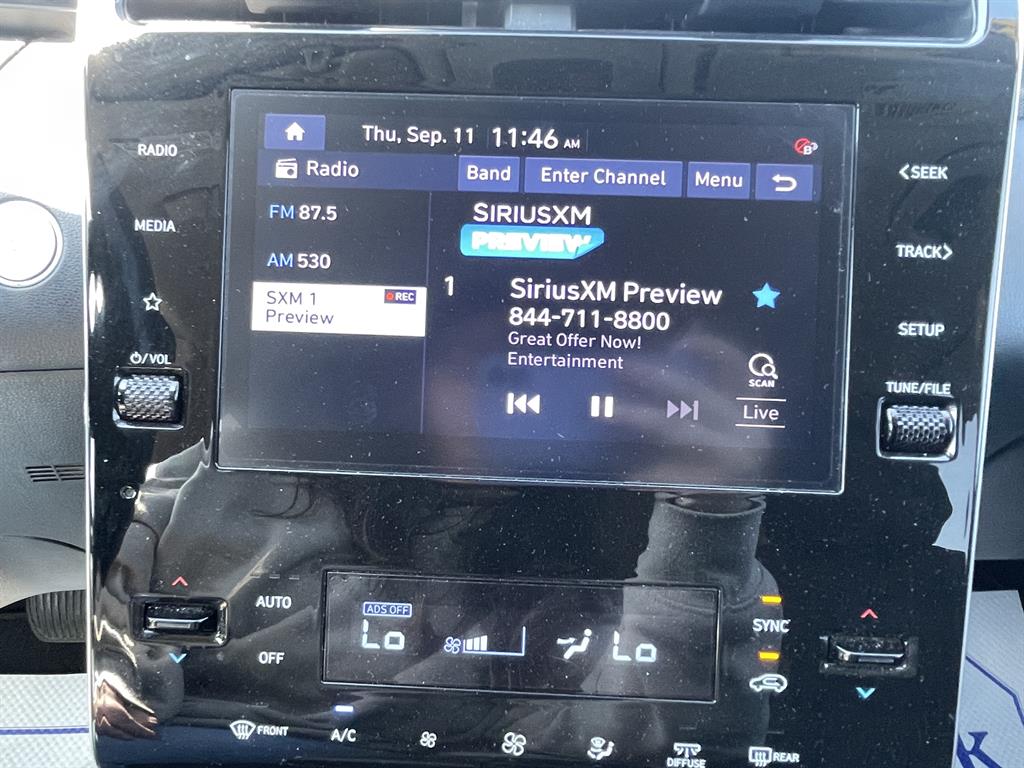 Thu, Sep. 11 11:46 AM
B
Radio Band Enter Channel Menu
FM 87.5
AM 530
SXM 1 REC
Preview
SIRIUSXM
PREVIEW
1 SiriusXM Preview
844-711-8800
Great Offer Now!
Entertainment
SCAN
Live
RADIO
MEDIA
/VOL
<SEEK
TRACK>
SETUP
TUNE/FILE
AUTO
OFF
ADS OFF
Lo
Lo
SYNC
FRONT
A/C
DIFFUSE
REAR